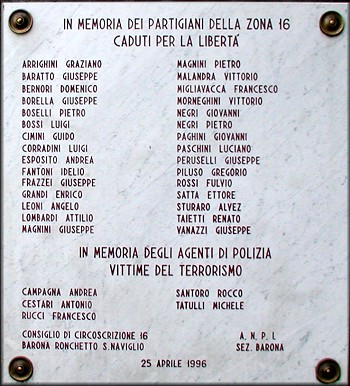 IN MEMORIA DEI PARTIGIANI DELLA ZONA 16
CADUTI PER LA LIBERTA'
ARRIGHINI GRAZIANO
BARATTO GIUSEPPE
BERNORI DOMENICO
BORELLA GIUSEPPE
BOSELLI PIETRO
BOSSI LUIGI
CIMINI GUIDO
CORRADINI LUIGI
ESPOSITO ANDREA
FANTONI IDELIO
FRAZZEI GIUSEPPE
GRANDI ENRICO
LEONI ANGELO
LOMBARDI ATTILIO
MAGNINI GIUSEPPE
MAGNINI PIETRO
MALANDRA VITTORIO
MIGLIAVACCA FRANCESCO
MORNEGHINI VITTORIO
NEGRI GIOVANNI
NEGRI PIETRO
PAGHINI GIOVANNI
PASCHINI LUCIANO
PERUSELLI GIUSEPPE
PILUSO GREGORIO
ROSSI FULVIO
SATTA ETTORE
STURARO ALVEZ
TAIETTI RENATO
VANAZZI GIUSEPPE
IN MEMORIA DEGLI AGENTI DI POLIZIA
VITTIME DEL TERRORISMO
CAMPAGNA ANDREA
CESTARI ANTONIO
RUCCI FRANCESCO
SANTORO ROCCO
TATULLI MICHELE
CONSIGLIO DI CIRCOSCRIZIONE 16
BARONA RONCHETTO S.NAVIGLIO
A. N. P. I.
SEZ. BARONA
25 APRILE 1996